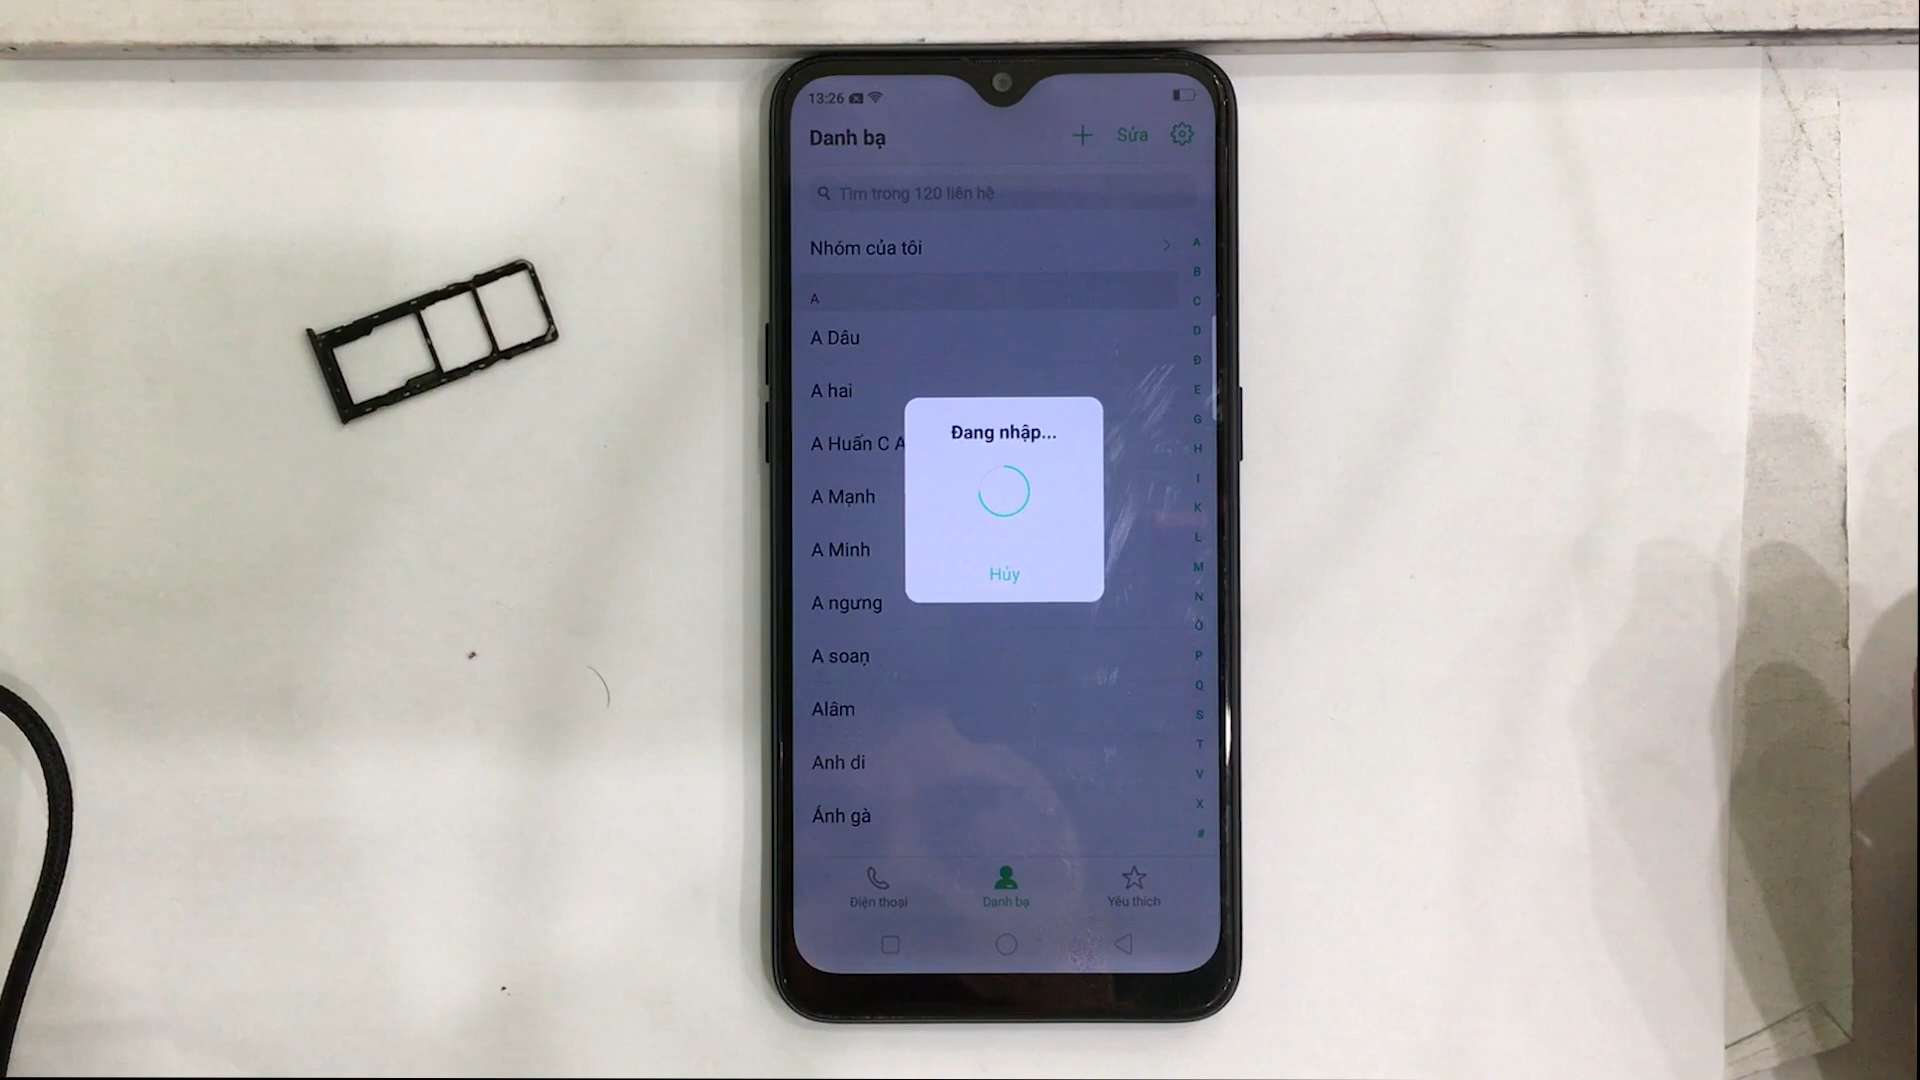 13:26
Danh bạ
Sửa
Tìm trong 120 liên hệ
Nhóm của tôi
A
A Dâu
A hai
A Huấn C A
A Mạnh
A Minh
A ngưng
A soạn
Alâm
Anh di
Ánh gà
Đang nhập...
Hủy
A
B
C
D
Đ
E
G
H
I
K
L
M
N
Ô
P
Q
S
T
V
X
#
Điện thoại
Danh bạ
Yêu thích